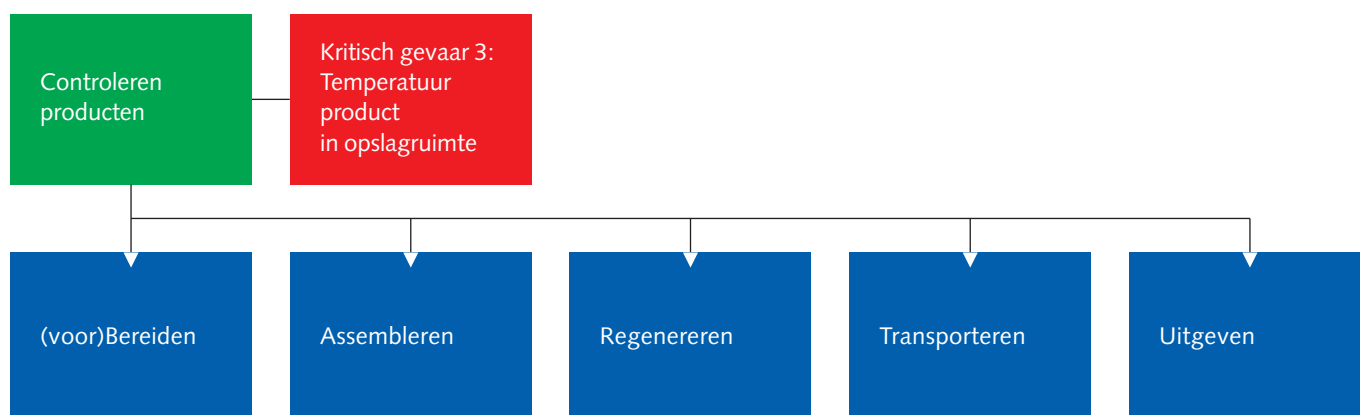 Controleren
producten
Kritisch gevaar 3:
Temperatuur
product
in opslagruimte
(voor)Bereiden
Assembleren
Regenereren
Transporteren
Uitgeven